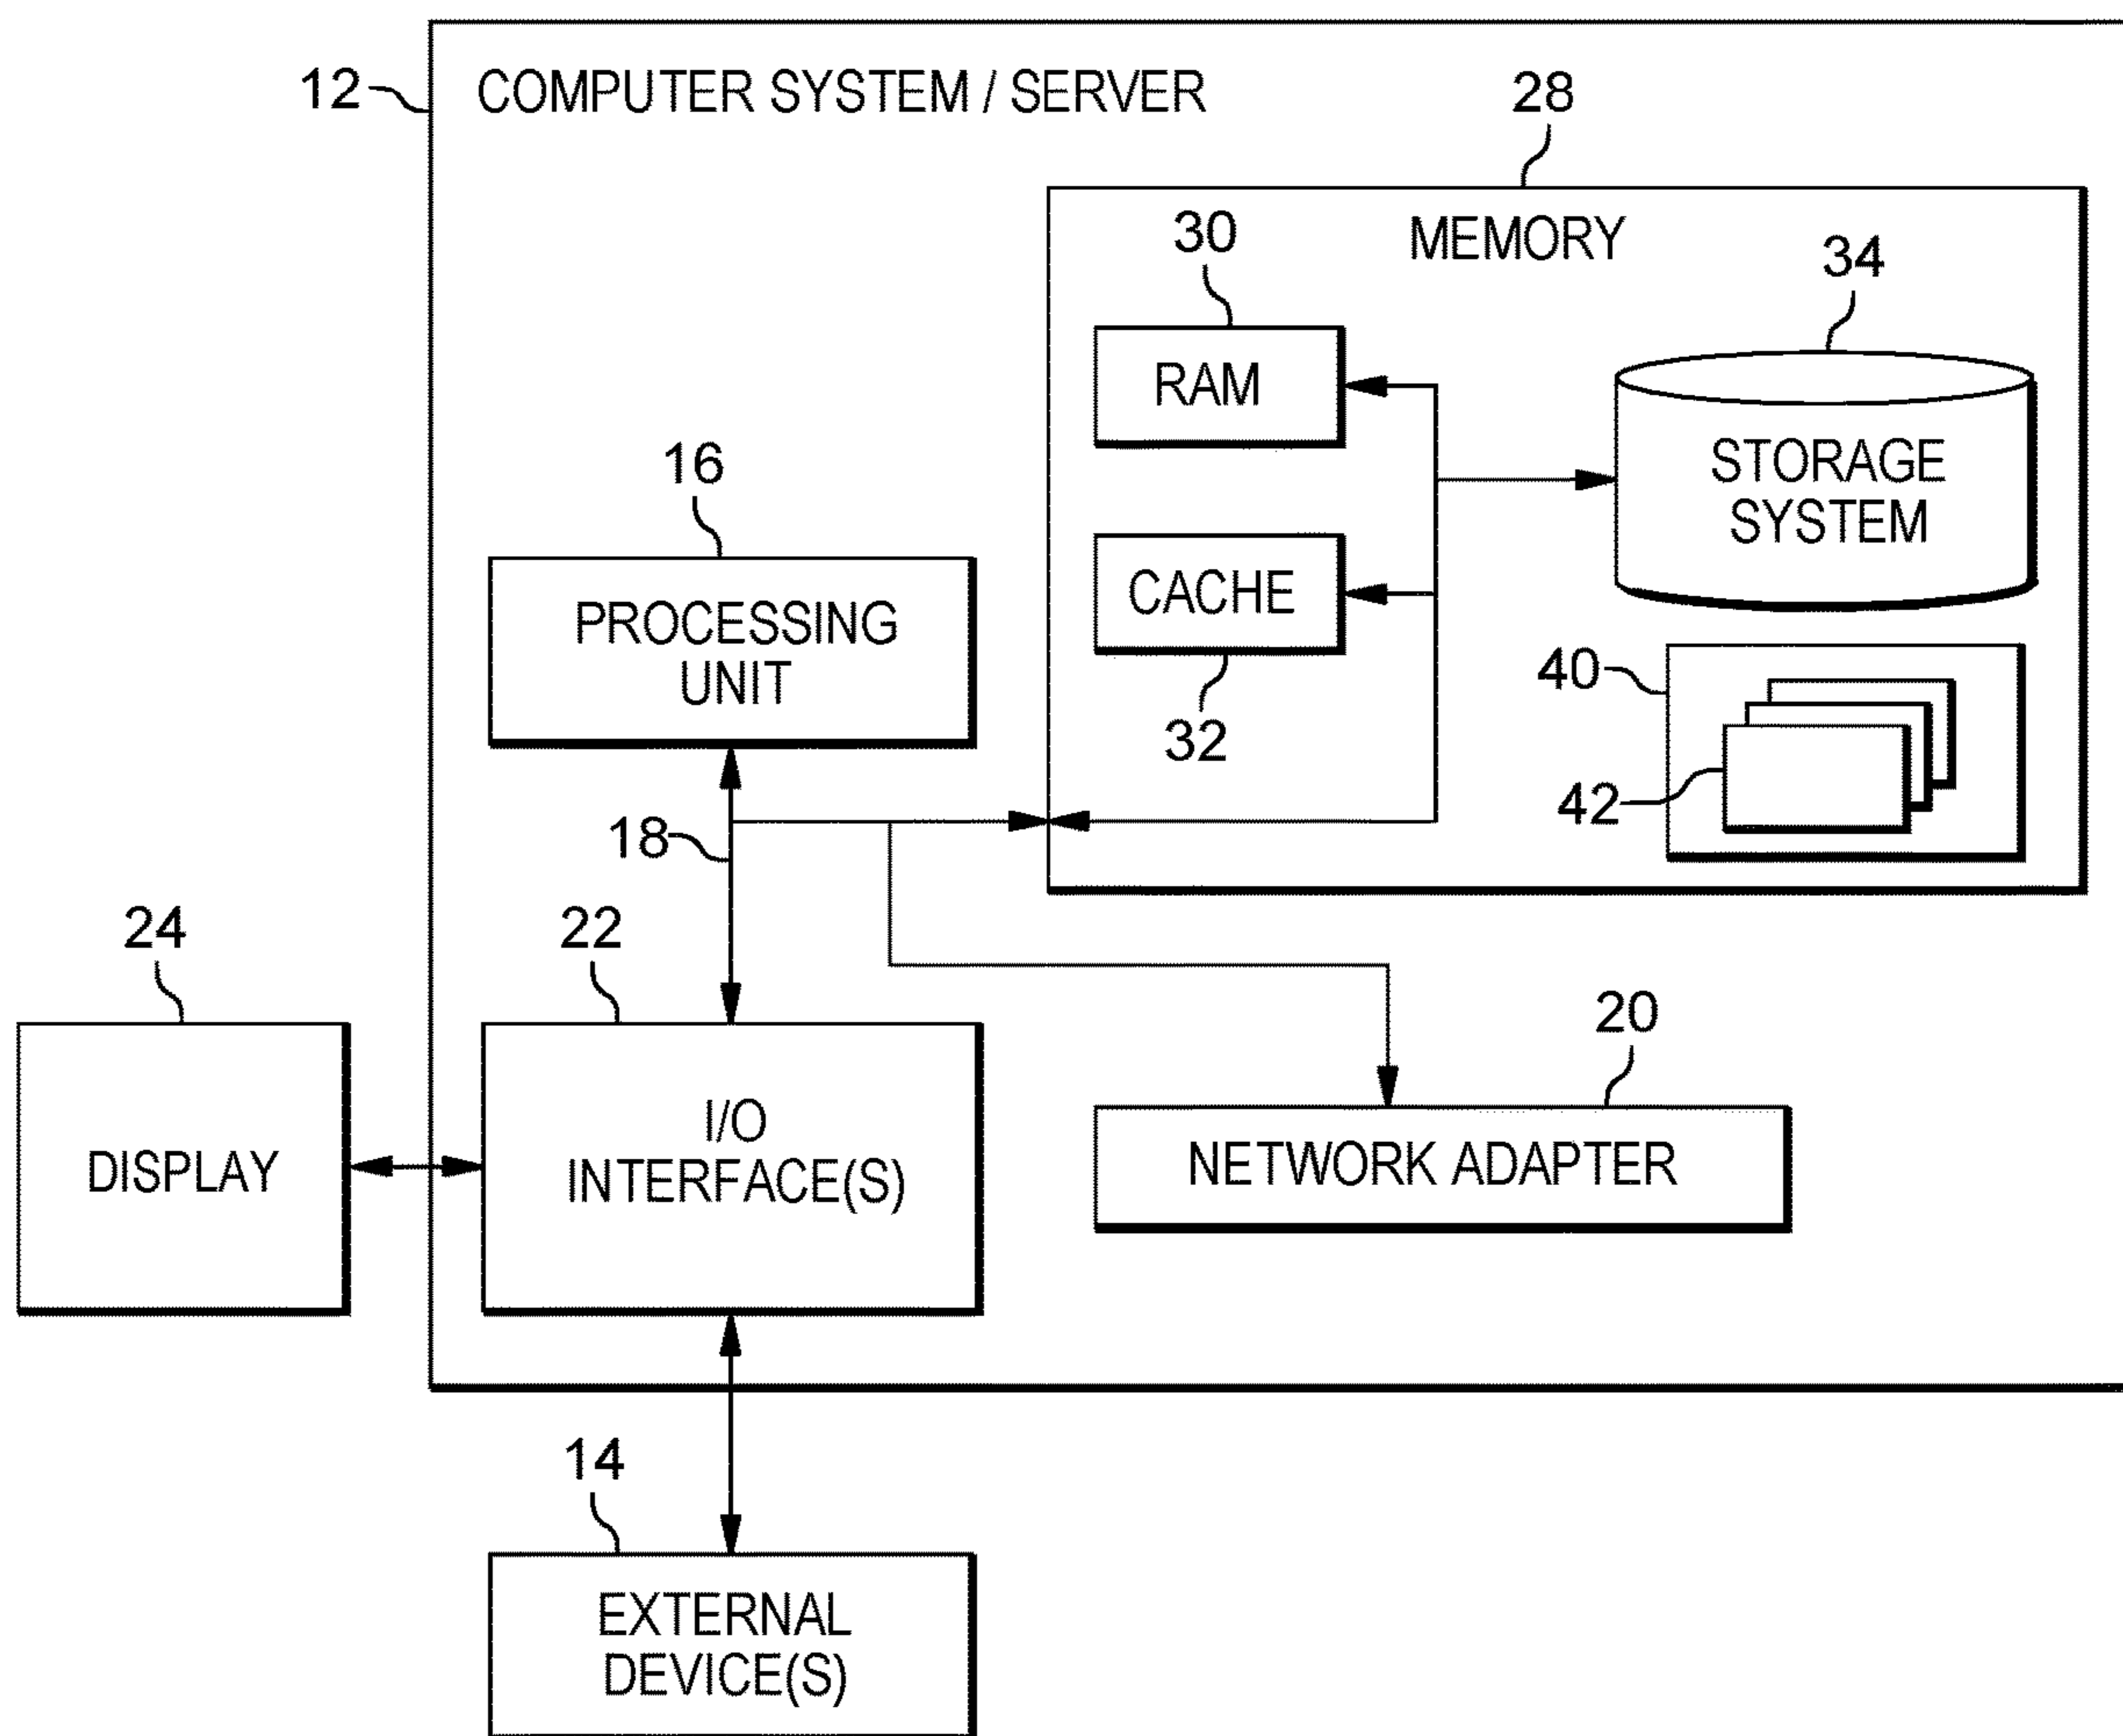 12
COMPUTER SYSTEM / SERVER
28
MEMORY
30
RAM
34
STORAGE
SYSTEM
16
PROCESSING
UNIT
CACHE
32
40
42
18
24
DISPLAY
22
I/O
INTERFACE(S)
20
NETWORK ADAPTER
14
EXTERNAL
DEVICE(S)